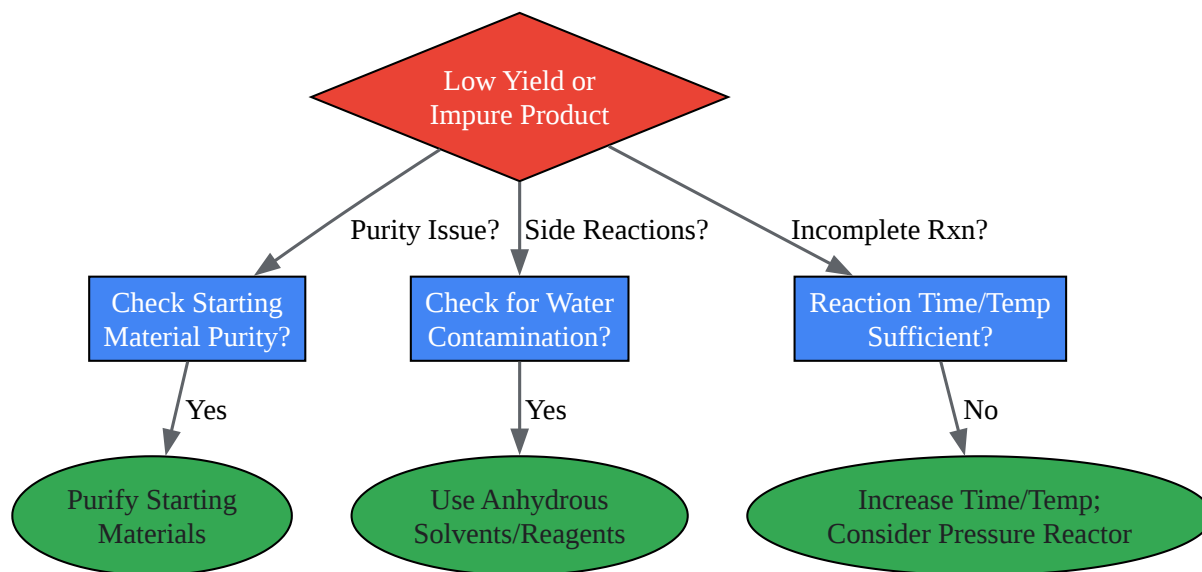 Low Yield or
Impure Product
Purity Issue?
Side Reactions?
Incomplete Rxn?
Check Starting
Material Purity?
Check for Water
Contamination?
Reaction Time/Temp
Sufficient?
Yes
Yes
No
Purify Starting
Materials
Use Anhydrous
Solvents/Reagents
Increase Time/Temp;
Consider Pressure Reactor